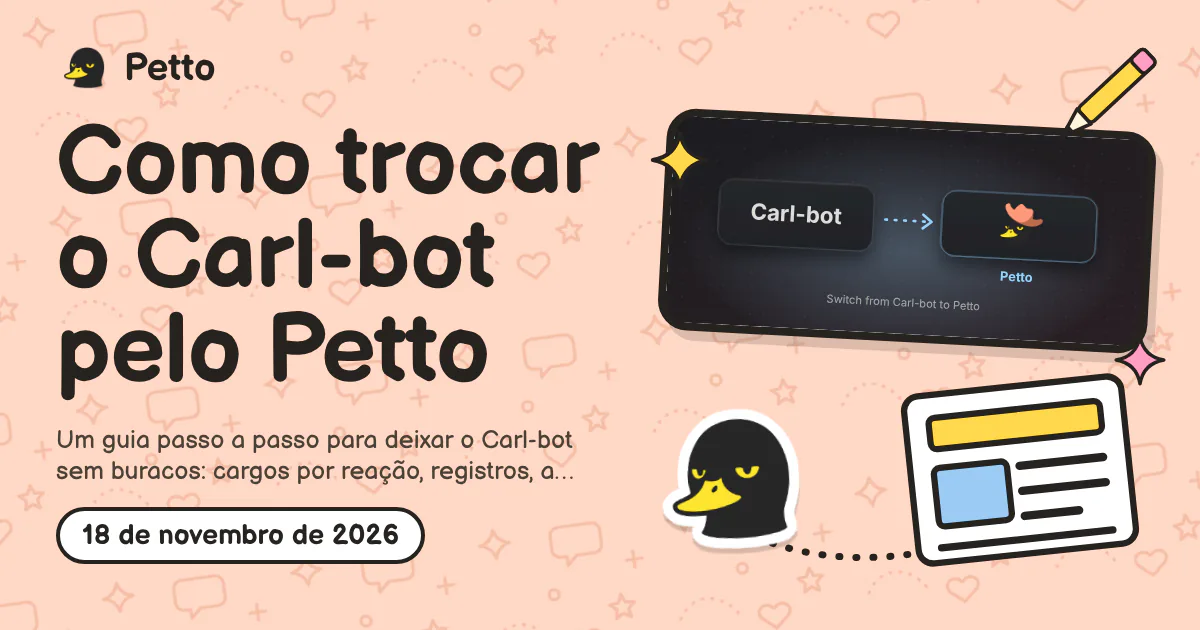 Petto
Como trocar
o Carl-bot
pelo Petto
Um guia passo a passo para deixar o Carl-bot
sem buracos: cargos por reação, registros, a...
18 de novembro de 2026
Carl-bot
Petto
Switch from Carl-bot to Petto